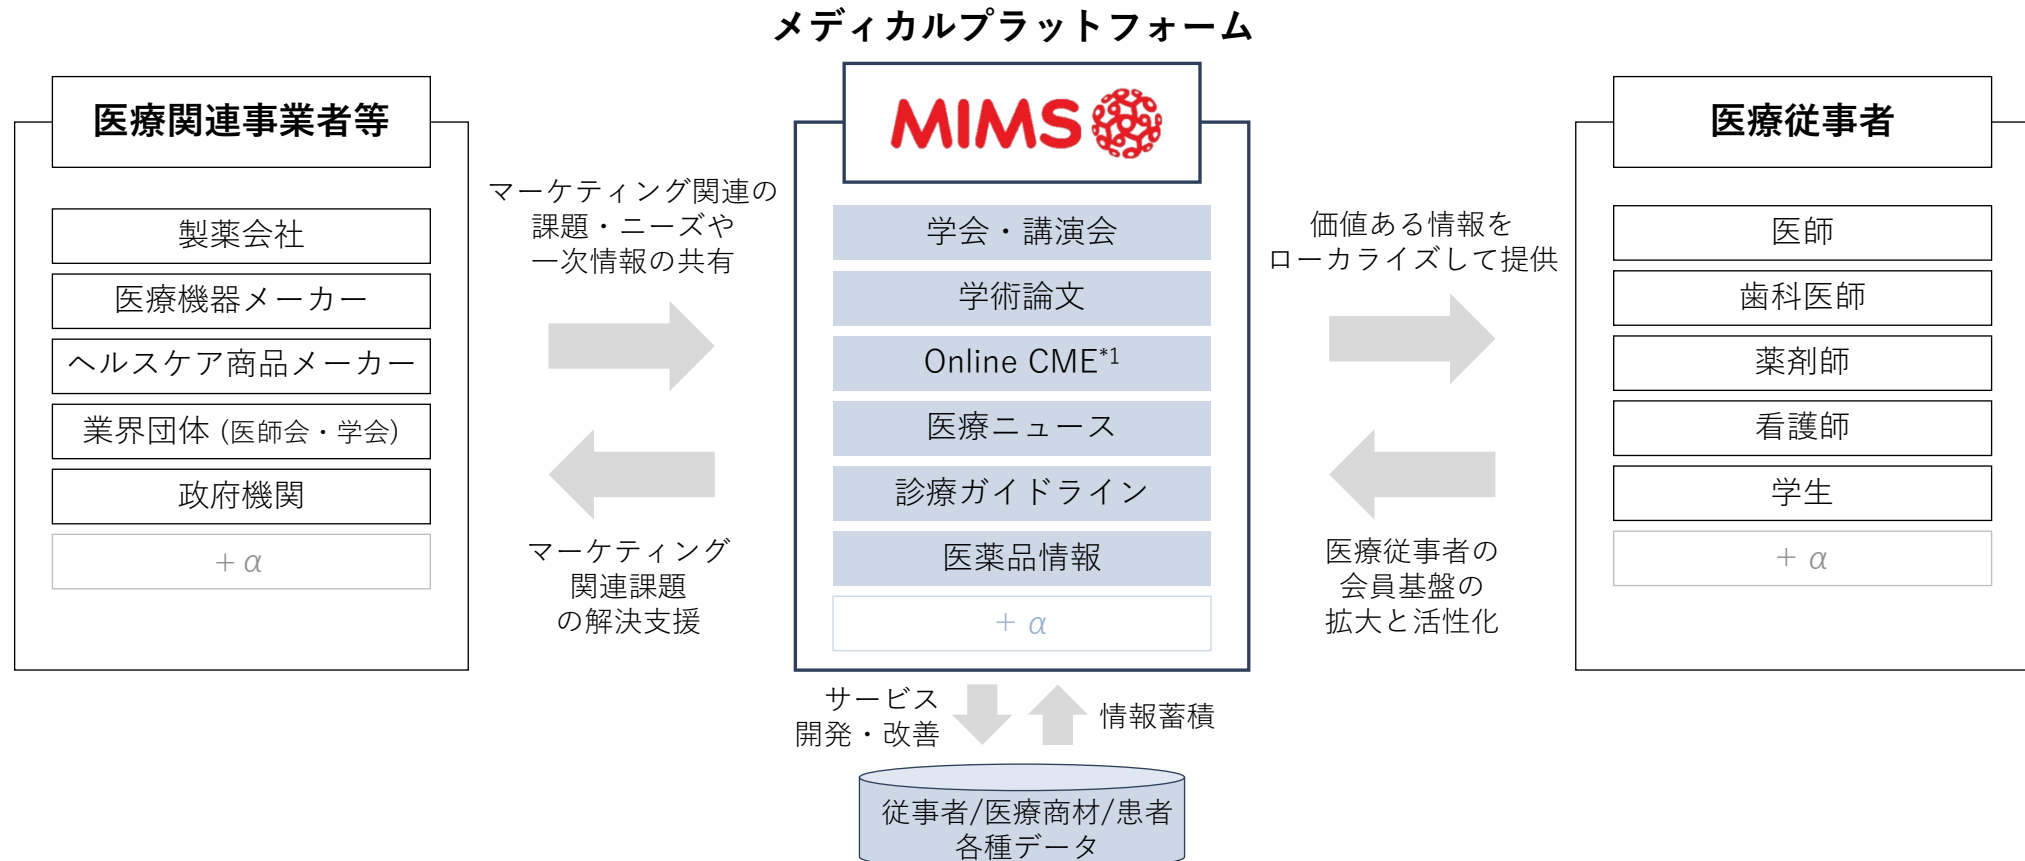 メディカルプラットフォーム
医療関連事業者等
製薬会社
医療機器メーカー
ヘルスケア商品メーカー
業界団体 (医師会・学会)
政府機関
+ α
マーケティング関連の
課題・ニーズや
一次情報の共有
マーケティング
関連課題
の解決支援
MIMS
学会・講演会
学術論文
Online CME*1
医療ニュース
診療ガイドライン
医薬品情報
+ α
価値ある情報を
ローカライズして提供
医療従事者の
会員基盤の
拡大と活性化
医療従事者
医師
歯科医師
薬剤師
看護師
学生
+ α
サービス
開発・改善
情報蓄積
従事者/医療商材/患者
各種データ